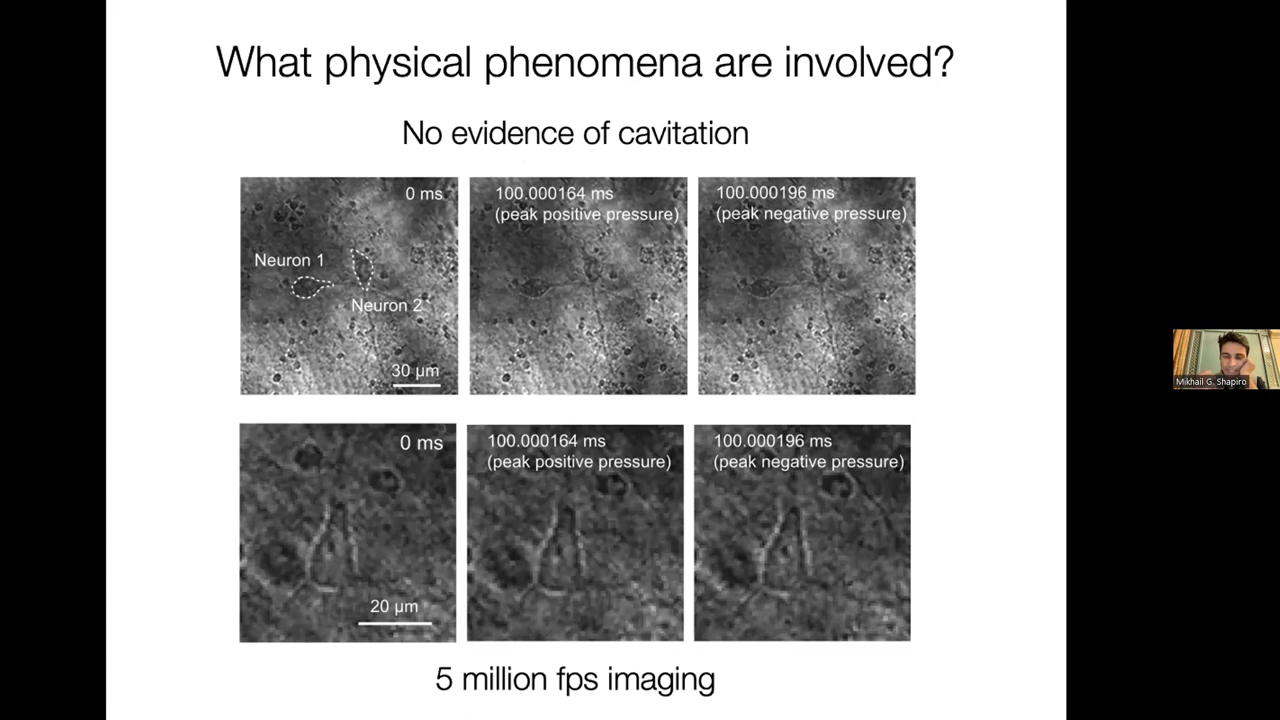 What physical phenomena are involved?
No evidence of cavitation
0 ms
Neuron 1
Neuron 2
30 µm
100.000164 ms
(peak positive pressure)
100.000196 ms
(peak negative pressure)
0 ms
20 µm
100.000164 ms
(peak positive pressure)
100.000196 ms
(peak negative pressure)
5 million fps imaging
Mikhail G. Shapiro